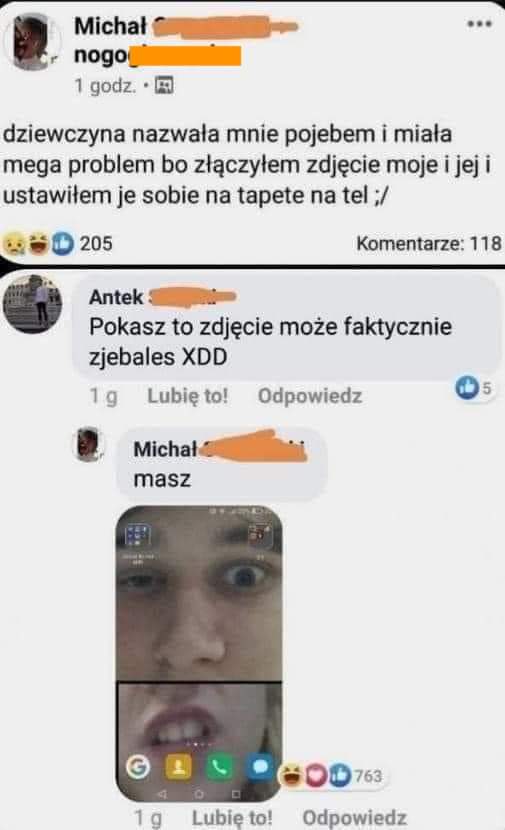 Michał
nogo
1 godz. •
dziewczyna nazwała mnie pojebem i miała
mega problem bo złączyłem zdjęcie moje i jej i
ustawiłem je sobie na tapete na tel ;/
205
Komentarze: 118
Antek
Pokasz to zdjęcie może faktycznie
zjebales XDD
1 g Lubię to! Odpowiedz
5
Michał
masz
G
763
1 g Lubię to! Odpowiedz